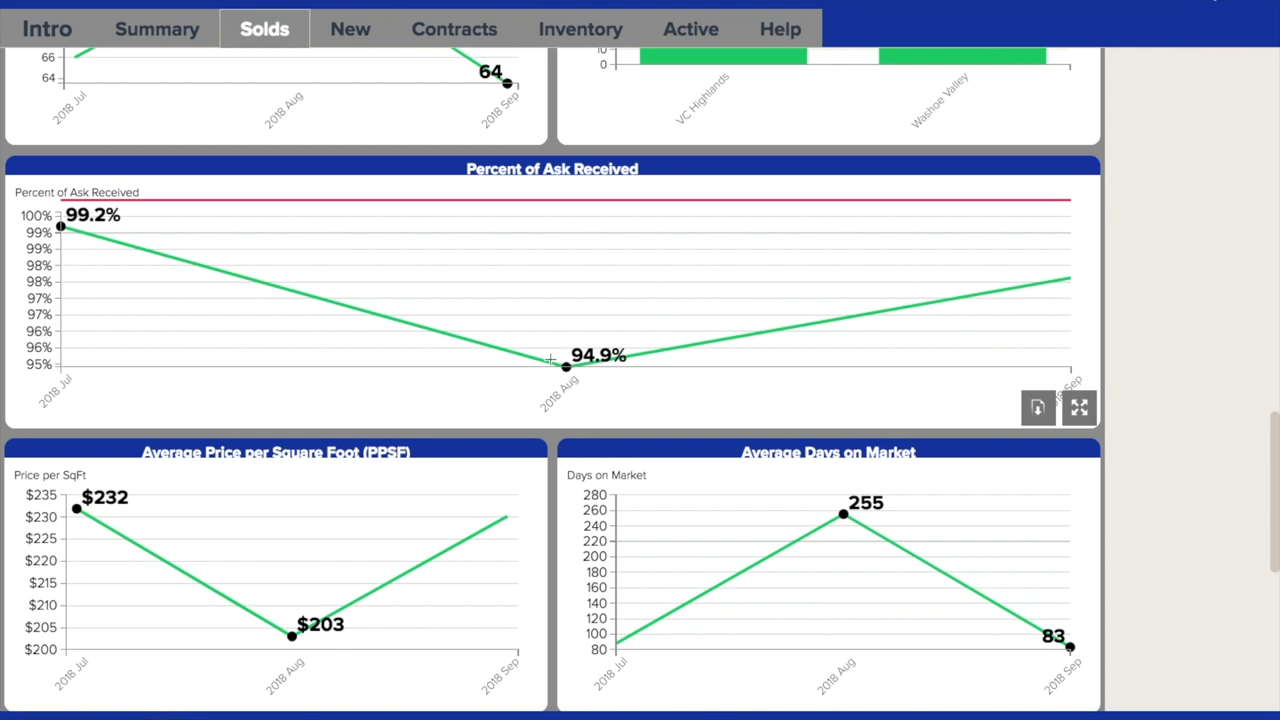 Intro Summary Solds New Contracts Inventory Active Help
66
64
64
2018 Jul
2018 Aug
2018 Sep
0
VC Highlands
Washoe Valley
Percent of Ask Received
Percent of Ask Received
100%
99%
99%
98%
98%
97%
97%
96%
96%
95%
99.2%
94.9%
2018 Jul
2018 Aug
Sep
Average Price per Square Foot (PPSF)
Price per SqFt
$235
$230
$225
$220
$215
$210
$205
$200
$232
$203
2018 Jul
2018 Aug
2018 Sep
Average Days on Market
Days on Market
280
260
240
220
200
180
160
140
120
100
80
255
83
2018 Jul
2018 Aug
2018 Sep